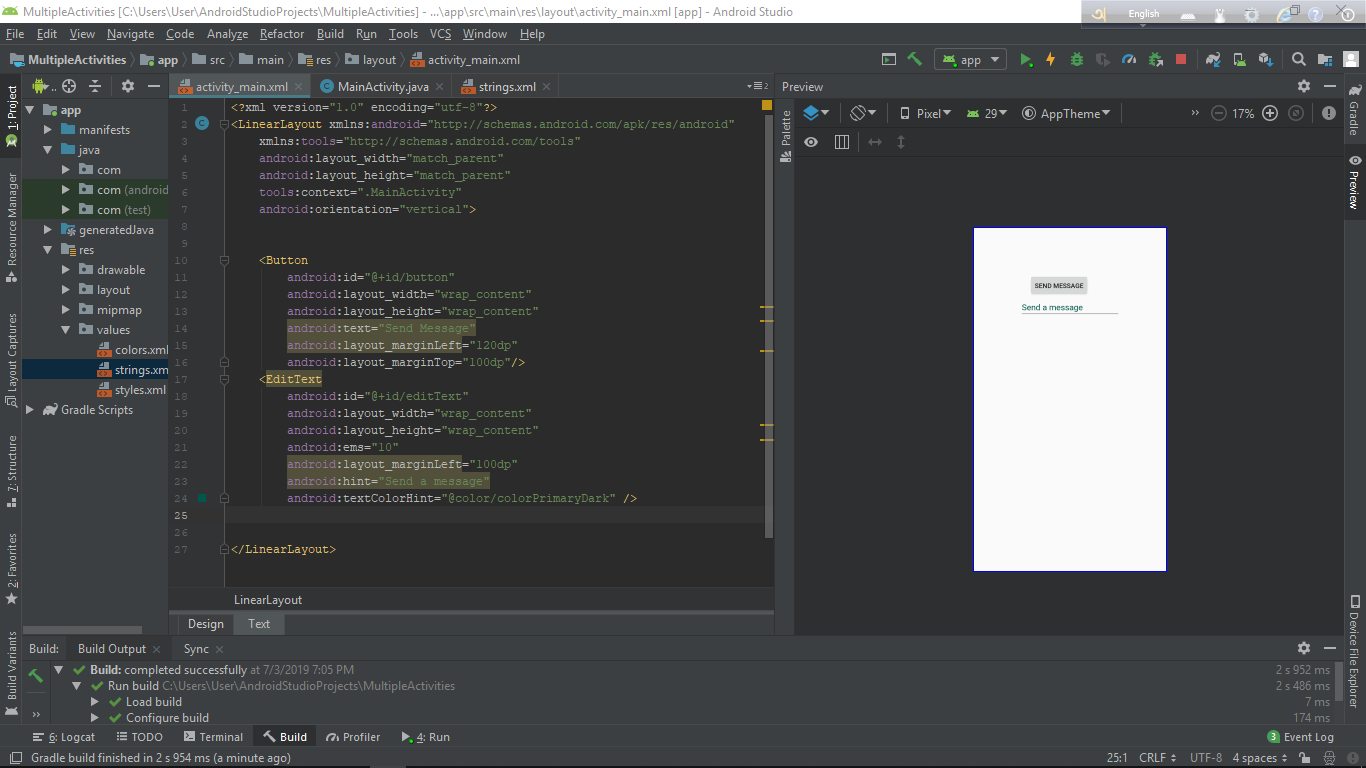 MultipleActivities [C:\Users\User\AndroidStudioProjects\MultipleActivities] - ...\app\src\main\res\layout\activity_main.xml [app] - Android Studio
English
File Edit View Navigate Code Analyze Refactor Build Run Tools VCS Window Help
MultipleActivities app src main res layout activity_main.xml
app
activity_main.xml MainActivity.java strings.xml
2
Preview
1: Project
Resource Manager
Layout Captures
7: Structure
2: Favorites
Build Variants
app
manifests
java
com
com (android
com (test)
generatedJava
res
drawable
layout
mipmap
values
colors.xml
strings.xm
styles.xml
Gradle Scripts
1 <?xml version="1.0" encoding="utf-8"?>
2 <LinearLayout xmlns:android="http://schemas.android.com/apk/res/android"
3 xmlns:tools="http://schemas.android.com/tools"
4 android:layout_width="match_parent"
5 android:layout_height="match_parent"
6 tools:context=".MainActivity"
7 android:orientation="vertical">
8
9
10 <Button
11 android:id="@+id/button"
12 android:layout_width="wrap_content"
13 android:layout_height="wrap_content"
14 android:text="Send Message"
15 android:layout_marginLeft="120dp"
16 android:layout_marginTop="100dp"/>
17 <EditText
18 android:id="@+id/editText"
19 android:layout_width="wrap_content"
20 android:layout_height="wrap_content"
21 android:ems="10"
22 android:layout_marginLeft="100dp"
23 android:hint="Send a message"
24 android:textColorHint="@color/colorPrimaryDark" />
25
26
27 </LinearLayout>
LinearLayout
Design Text
Palette
Pixel 29 AppTheme 17%
SEND MESSAGE
Send a message
Gradle
Preview
Device File Explorer
Build: Build Output Sync
Build: completed successfully at 7/3/2019 7:05 PM 2 s 952 ms
Run build C:\Users\User\AndroidStudioProjects\MultipleActivities 2 s 486 ms
Load build 7 ms
Configure build 174 ms
6: Logcat TODO Terminal Build Profiler 4: Run 3 Event Log
Gradle build finished in 2 s 954 ms (a minute ago) 25:1 CRLF UTF-8 4 spaces